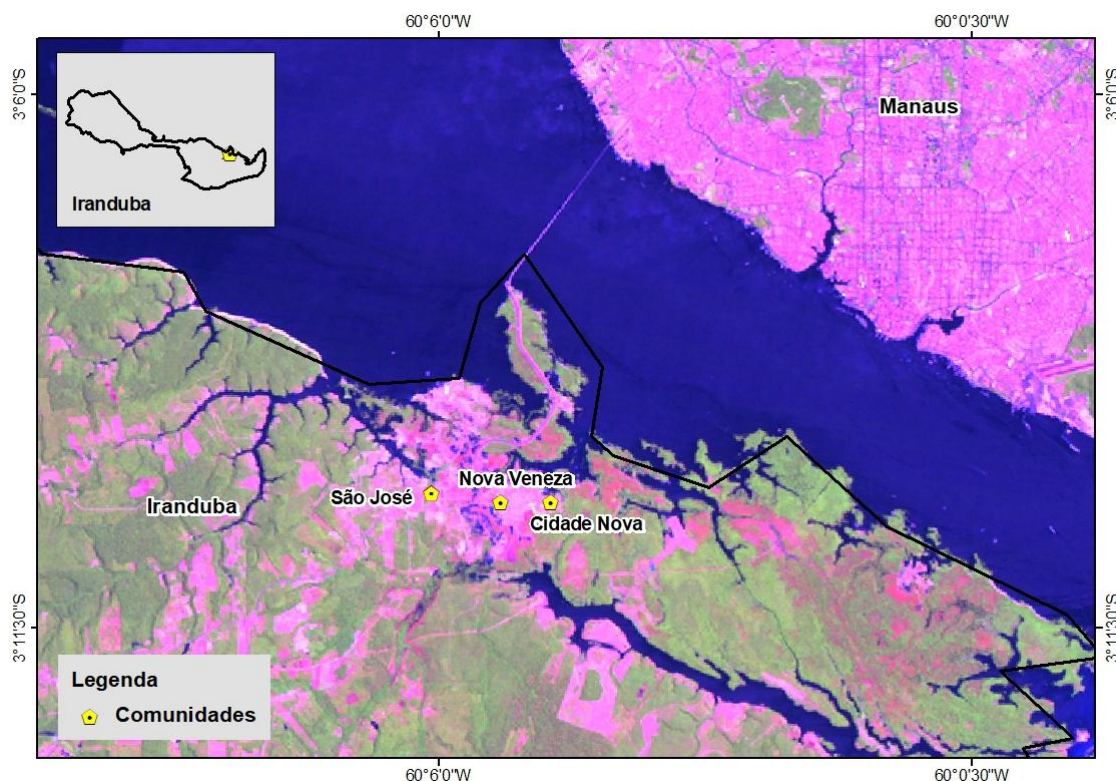 60°6'0"W
60°0'30"W
3°6'0"S
3°6'0"S
Manaus
Iranduba
Nova Veneza
São José
Iranduba
Cidade Nova
3°11'30"S
3°11'30"S
Legenda
Comunidades
60°6'0"W
60°0'30"W